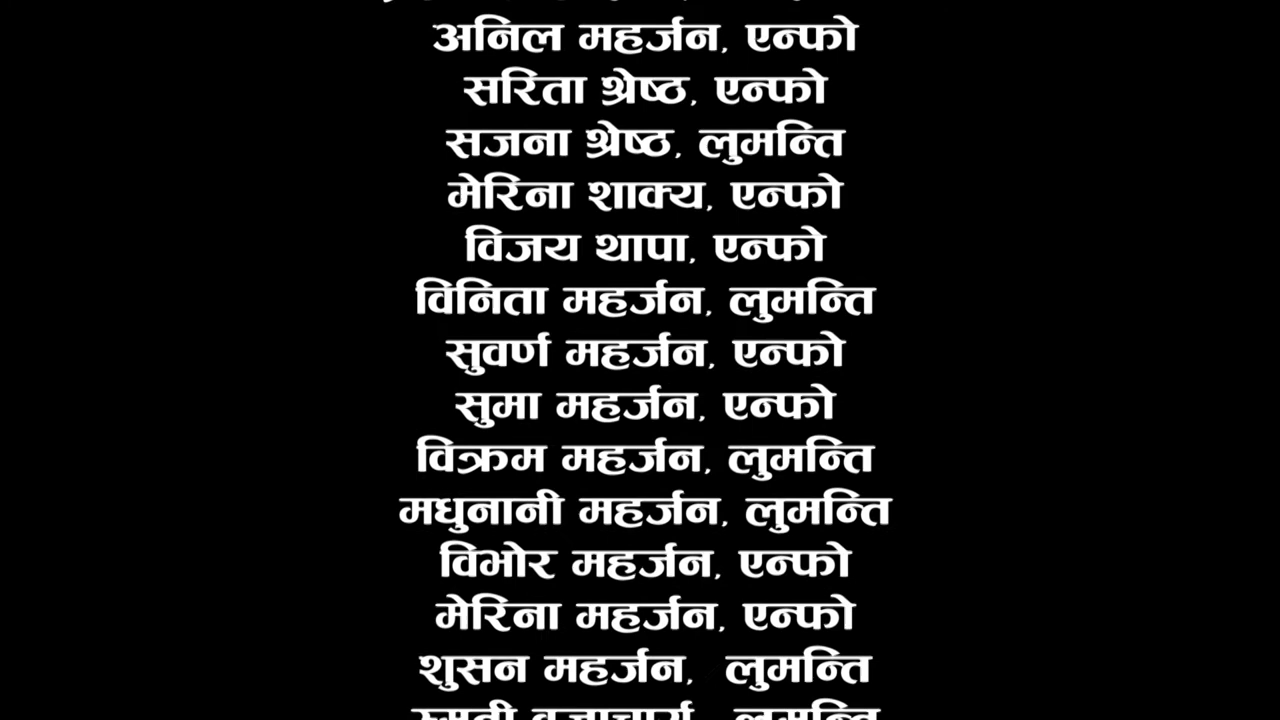 अनिल महर्जन, एन्फो
सरिता श्रेष्ठ, एन्फो
सजना श्रेष्ठ, लुमन्ति
मेरिना शाक्य, एन्फो
विजय थापा, एन्फो
विनिता महर्जन, लुमन्ति
सुवर्ण महर्जन, एन्फो
सुमा महर्जन, एन्फो
विक्रम महर्जन, लुमन्ति
मधुनानी महर्जन, लुमन्ति
विभोर महर्जन, एन्फो
मेरिना महर्जन, एन्फो
शुसन महर्जन, लुमन्ति
वज्राचार्य, लुमन्ति